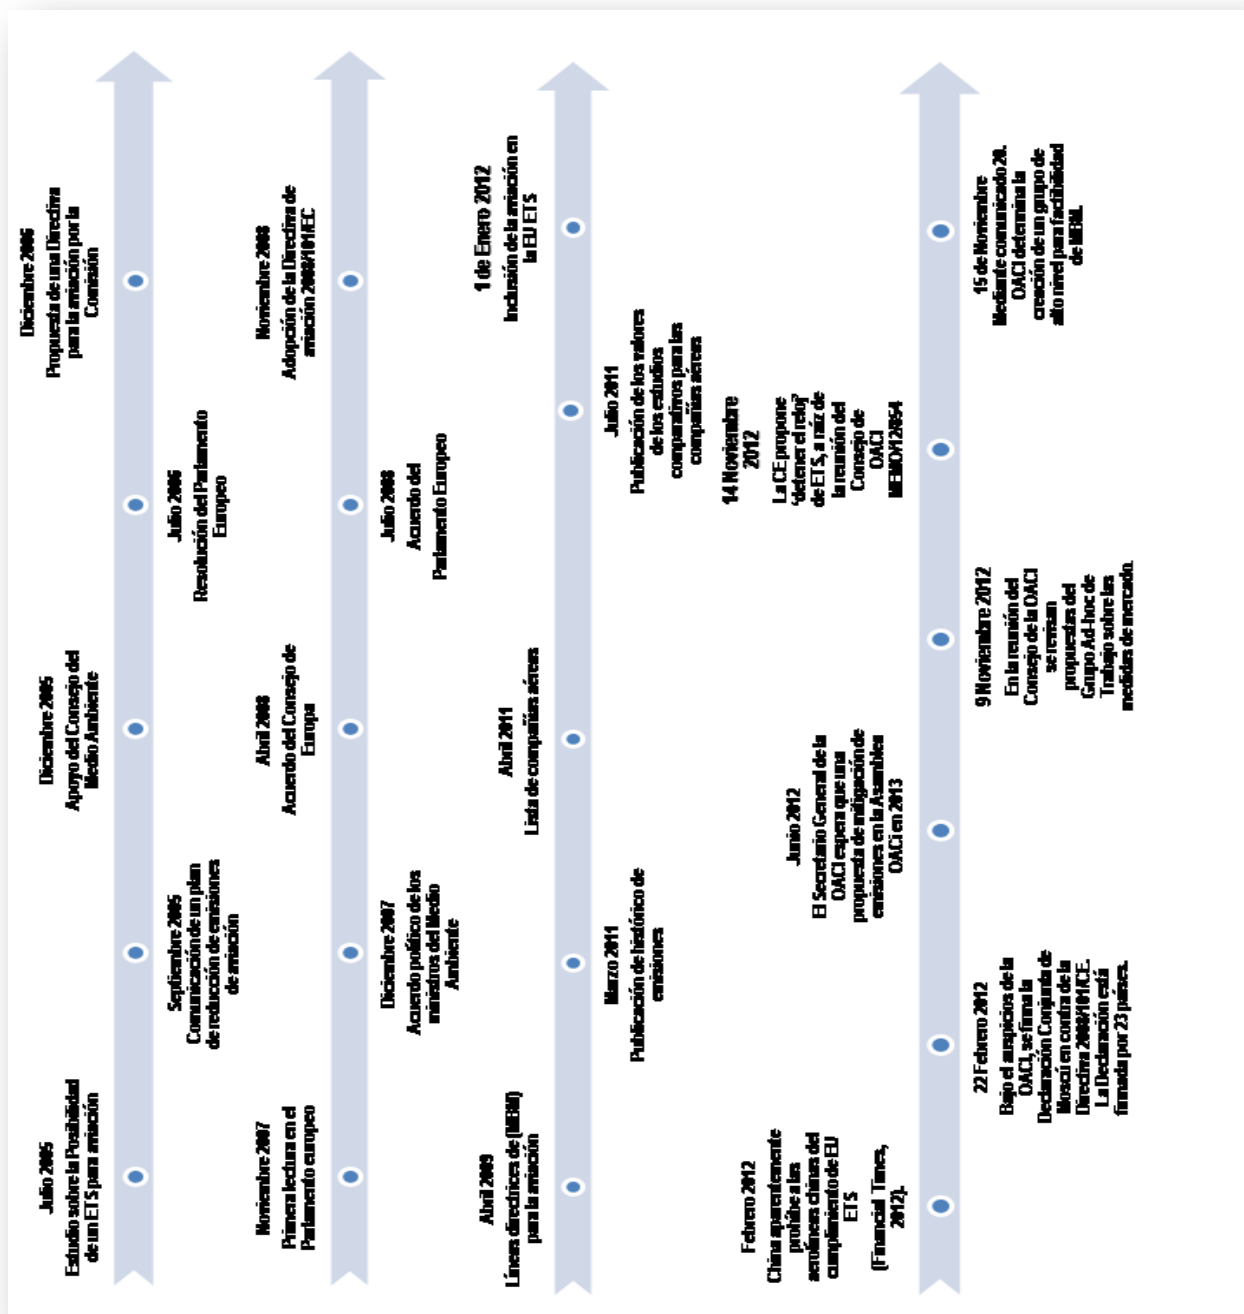 Julio 2005
Estudio sobre la Posibilidad
de un ETS para aviación
Septiembre 2005
Comunicación de un plan
de reducción de emisiones
de aviación
Diciembre 2005
Apoyo del Consejo del
Medio Ambiente
Julio 2006
Resolución del Parlamento
Europeo
Diciembre 2006
Propuesta de una Directiva
para la aviación por la
Comisión
Noviembre 2007
Primera lectura en el
Parlamento europeo
Diciembre 2007
Acuerdo político de los
ministros del Medio
Ambiente
Abril 2008
Acuerdo del Consejo de
Europa
Julio 2008
Acuerdo del
Parlamento Europeo
Noviembre 2008
Adopción de la Directiva de
aviación 2008/101/EC
Abril 2009
Líneas directrices de (MBM)
para la aviación
Marzo 2011
Publicación de histórico de
emisiones
Abril 2011
Lista de compañías aéreas
Julio 2011
Publicación de los valores
de los estudios
comparativos para las
compañías aéreas
1 de Enero 2012
Inclusión de la aviación en
la EU ETS
Febrero 2012
China aparentemente
prohíbe a las
aerolíneas chinas del
cumplimiento de EU
ETS
(Financial Times,
2012).
22 Febrero 2012
Bajo el auspicios de la
OACI, se firma la
Declaración Conjunta de
Moscú en contra de la
Directiva 2008/101/CE.
La Declaración está
firmada por 23 países.
Junio 2012
El Secretario General de la
OACI espera que una
propuesta de mitigación de
emisiones en la Asamblea
OACI en 2013
9 Noviembre 2012
En la reunión del
Consejo de la OACI
se revisan
propuestas del
Grupo Ad-hoc de
Trabajo sobre las
medidas de mercado.
14 Noviembre
2012
La CE propone
"detener el reloj"
de ETS, a raíz de
la reunión del
Consejo de
OACI
MEMO/12/854
15 de Noviembre
Mediante comunicado 20.
OACI determina la
creación de un grupo de
alto nivel para factibilidad
de MBM.